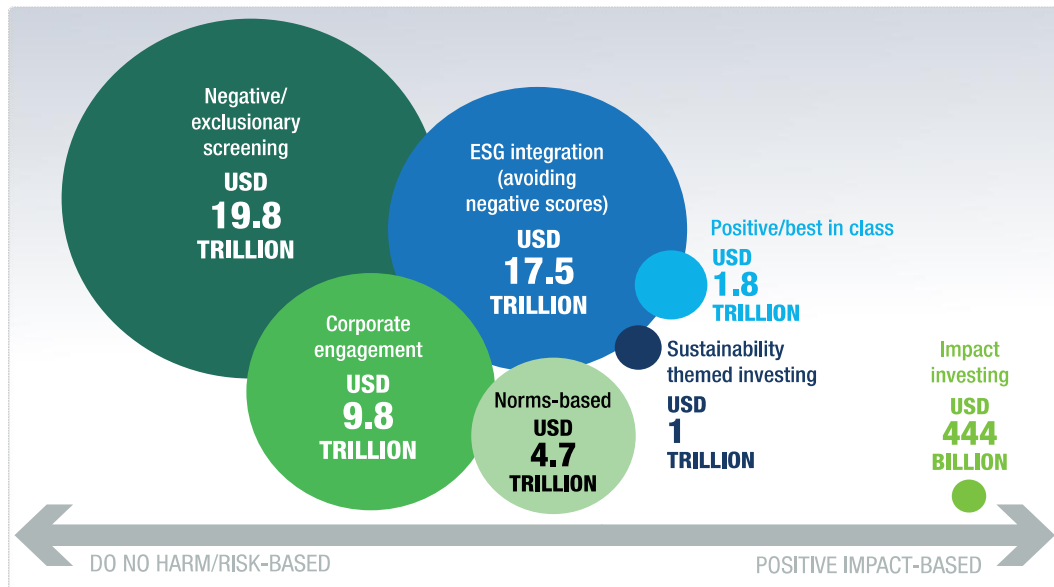 Negative/
exclusionary
screening
USD
19.8
TRILLION
ESG integration
(avoiding
negative scores)
USD
17.5
TRILLION
Positive/best in class
USD
1.8
TRILLION
Corporate
engagement
USD
9.8
TRILLION
Norms-based
USD
4.7
TRILLION
Sustainability
themed investing
USD
1
TRILLION
Impact
investing
USD
444
BILLION
DO NO HARM/RISK-BASED
POSITIVE IMPACT-BASED